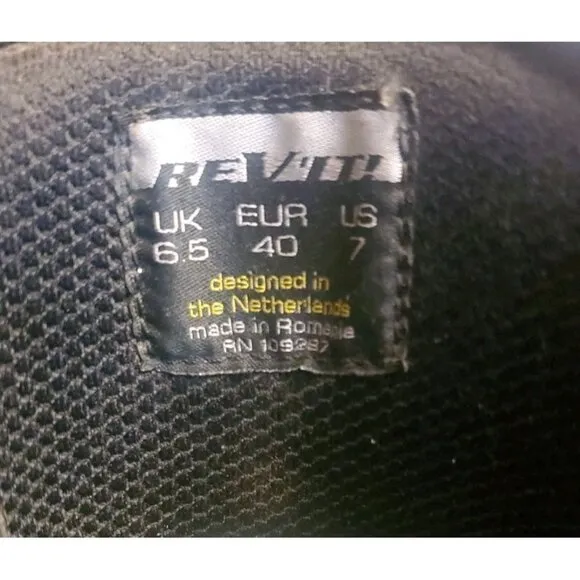 REV'IT!
UK EUR US
6.5 40 7
designed in
the Netherlands
made in Romania
RN 109297